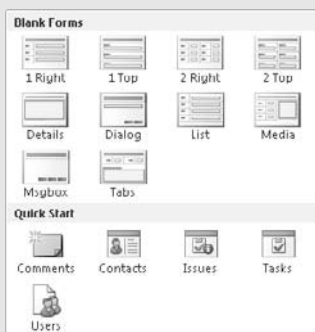 Blank Forms
1 Right 1 Top 2 Right 2 Top
Details Dialog List Media
Msgbox Tabs
Quick Start
Comments Contacts Issues Tasks
Users